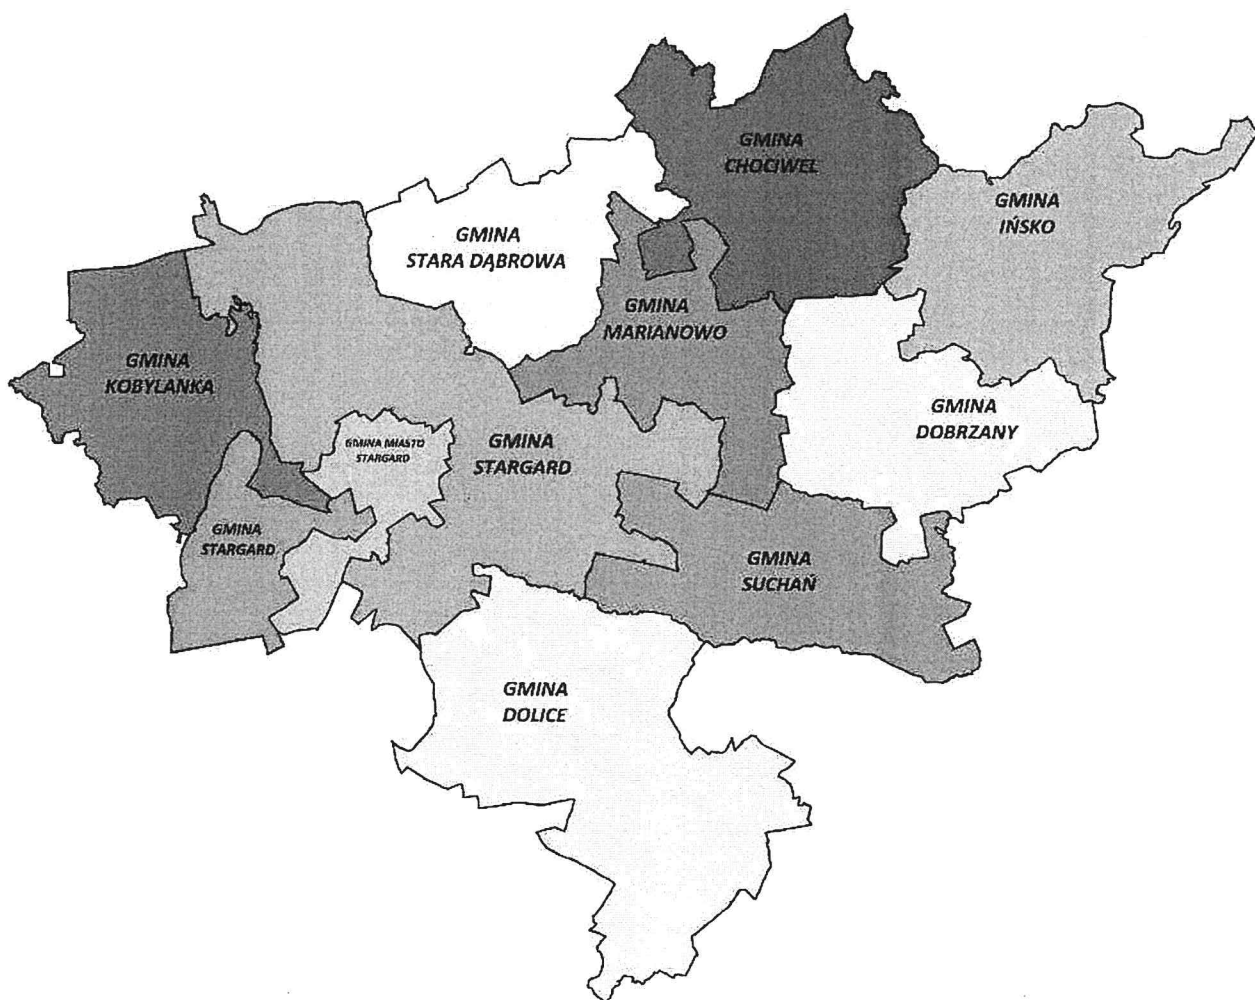 GMINA
CHOCIWEL
GMINA
IŃSKO
GMINA
STARA DĄBROWA
GMINA
MARIANOWO
GMINA
KOBYLANKA
GMINA
DOBRZANY
GMINA MIASTO
STARGARD
GMINA
STARGARD
GMINA
STARGARD
GMINA
SUCHAŃ
GMINA
DOLICE